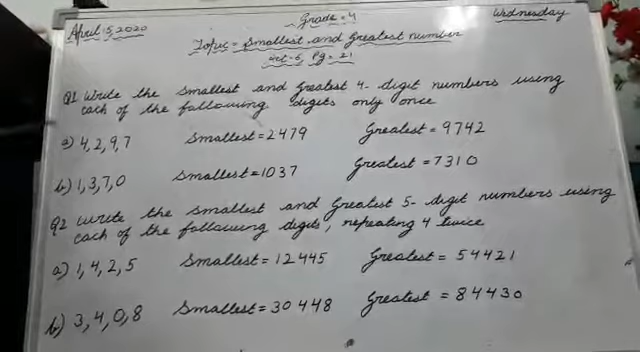 April 15, 2020 Grade = 4 Wednesday
Topic = Smallest and Greatest number
Pg = 21
Q1 Write the smallest and greatest 4-digit numbers using
each of the following digits only once
a) 4, 2, 9, 7 Smallest = 2479 Greatest = 9742
b) 1, 3, 7, 0 Smallest = 1037 Greatest = 7310
Q2 Write the smallest and greatest 5-digit numbers using
each of the following digits, repeating 4 twice
a) 1, 4, 2, 5 Smallest = 12445 Greatest = 54421
b) 3, 4, 0, 8 Smallest = 30448 Greatest = 84430